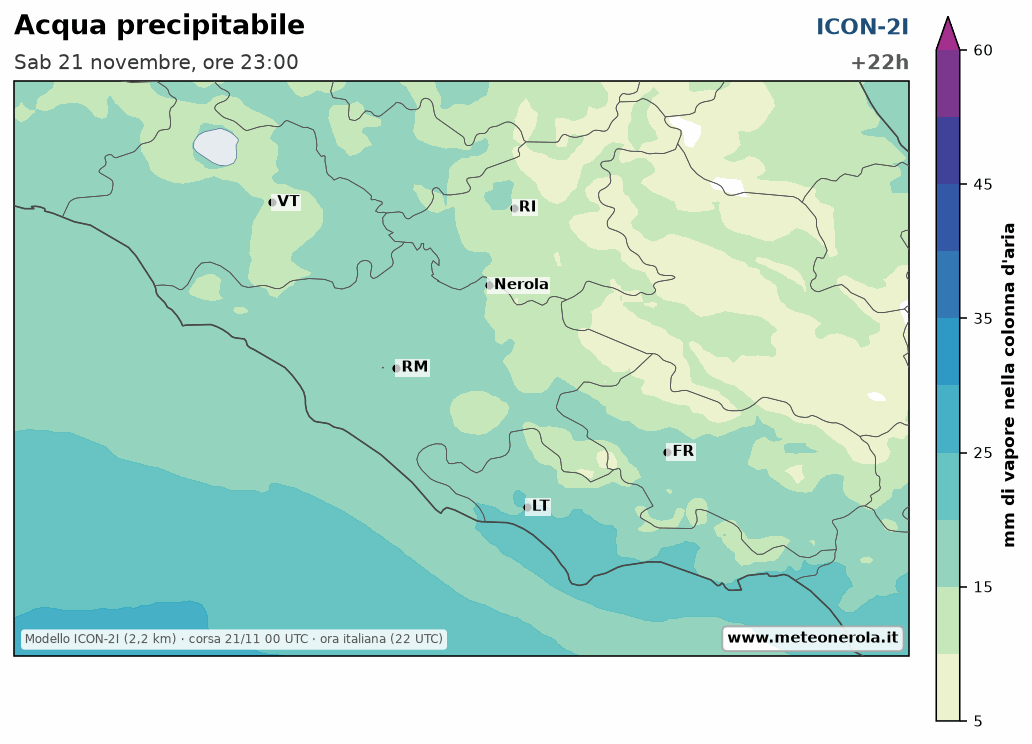 Acqua precipitabile
ICON-2I
Sab 21 novembre, ore 23:00
+22h
60
45
35
25
15
5
mm di vapore nella colonna d'aria
VT
RI
Nerola
RM
FR
LT
Modello ICON-2I (2,2 km) · corsa 21/11 00 UTC · ora italiana (22 UTC)
www.meteonerola.it